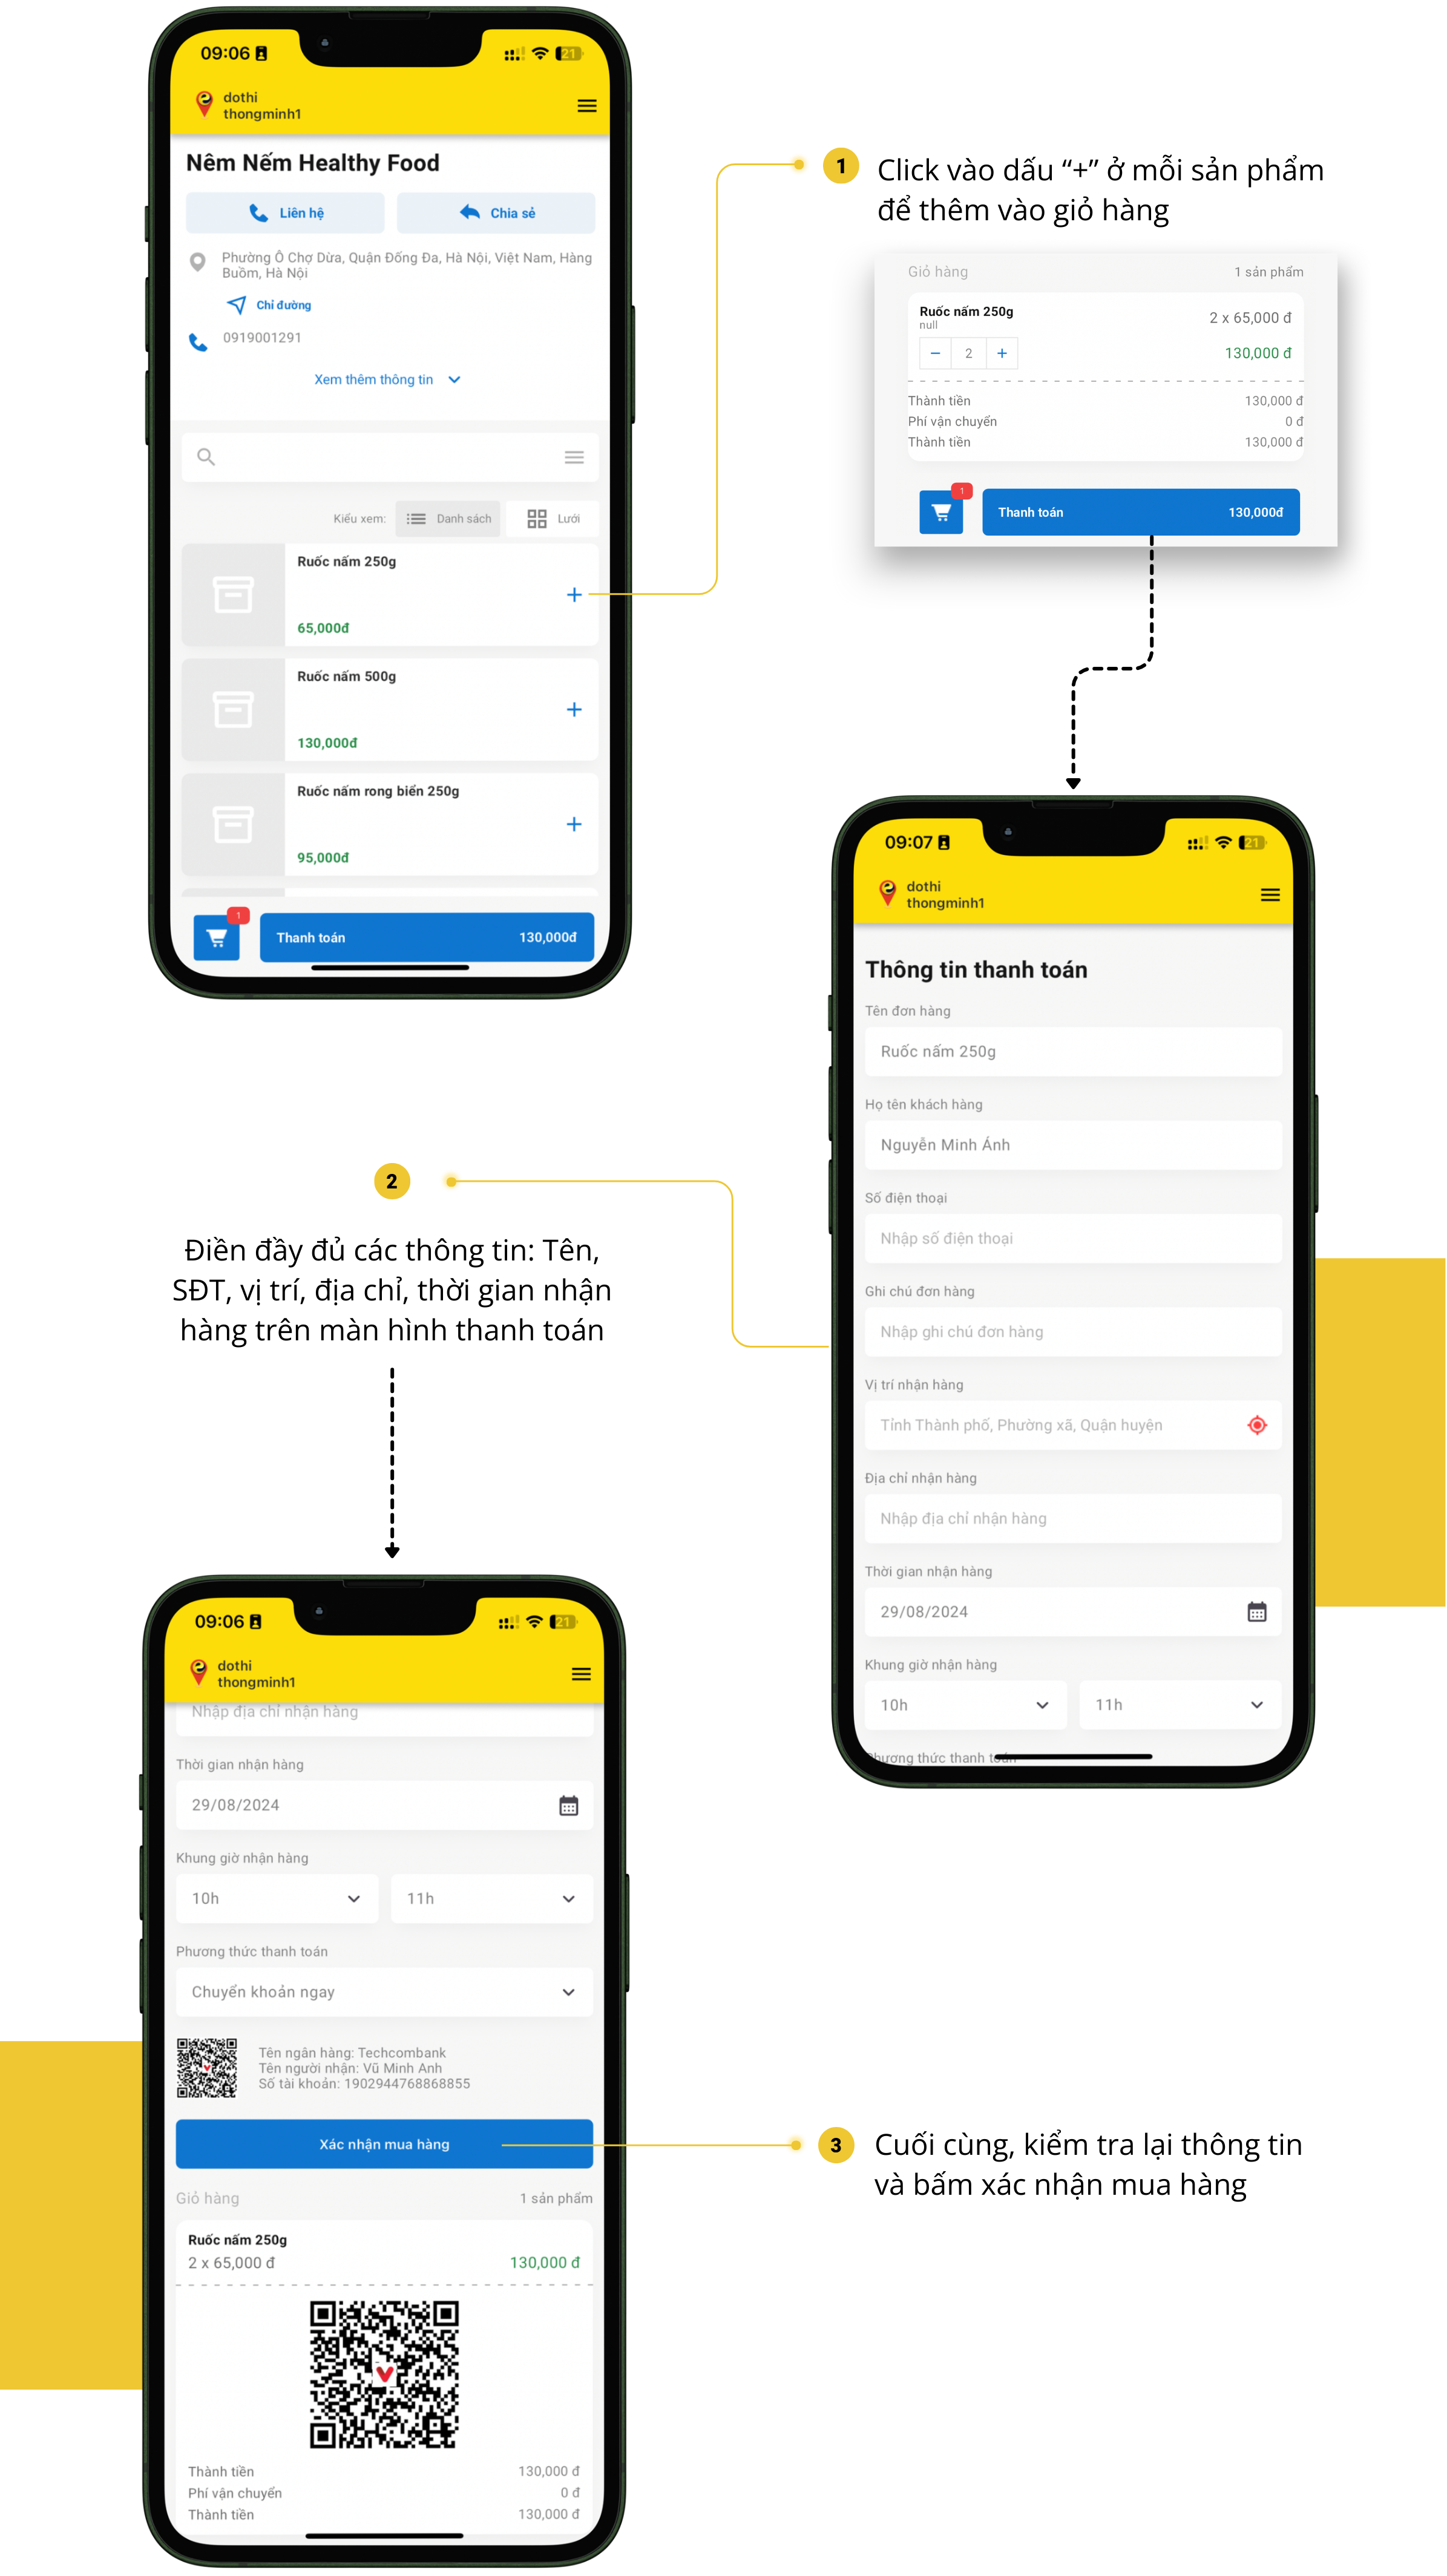 09:06
21
dothi
thongminh1
Nêm Nếm Healthy Food
Liên hệ
Chia sẻ
Phường Ô Chợ Dừa, Quận Đống Đa, Hà Nội, Việt Nam, Hàng
Buồm, Hà Nội
Chỉ đường
0919001291
Xem thêm thông tin
Kiểu xem:
Danh sách
Lưới
Ruốc nấm 250g
+
65,000đ
Ruốc nấm 500g
+
130,000đ
Ruốc nấm rong biển 250g
+
95,000đ
1
Thanh toán 130,000đ
1
Click vào dấu “+” ở mỗi sản phẩm
để thêm vào giỏ hàng
Giỏ hàng 1 sản phẩm
Ruốc nấm 250g
null
2 x 65,000 đ
− 2 +
130,000 đ
Thành tiền 130,000 đ
Phí vận chuyển 0 đ
Thành tiền 130,000 đ
1
Thanh toán 130,000đ
09:07
21
dothi
thongminh1
Thông tin thanh toán
Tên đơn hàng
Ruốc nấm 250g
Họ tên khách hàng
Nguyễn Minh Ánh
Số điện thoại
Nhập số điện thoại
Ghi chú đơn hàng
Nhập ghi chú đơn hàng
Vị trí nhận hàng
Tỉnh Thành phố, Phường xã, Quận huyện
Địa chỉ nhận hàng
Nhập địa chỉ nhận hàng
Thời gian nhận hàng
29/08/2024
Khung giờ nhận hàng
10h
11h
Phương thức thanh toán
2
Điền đầy đủ các thông tin: Tên,
SĐT, vị trí, địa chỉ, thời gian nhận
hàng trên màn hình thanh toán
09:06
21
dothi
thongminh1
Nhập địa chỉ nhận hàng
Thời gian nhận hàng
29/08/2024
Khung giờ nhận hàng
10h
11h
Phương thức thanh toán
Chuyển khoản ngay
Tên ngân hàng: Techcombank
Tên người nhận: Vũ Minh Anh
Số tài khoản: 1902944768868855
Xác nhận mua hàng
Giỏ hàng 1 sản phẩm
Ruốc nấm 250g
2 x 65,000 đ 130,000 đ
Thành tiền 130,000 đ
Phí vận chuyển 0 đ
Thành tiền 130,000 đ
3
Cuối cùng, kiểm tra lại thông tin
và bấm xác nhận mua hàng